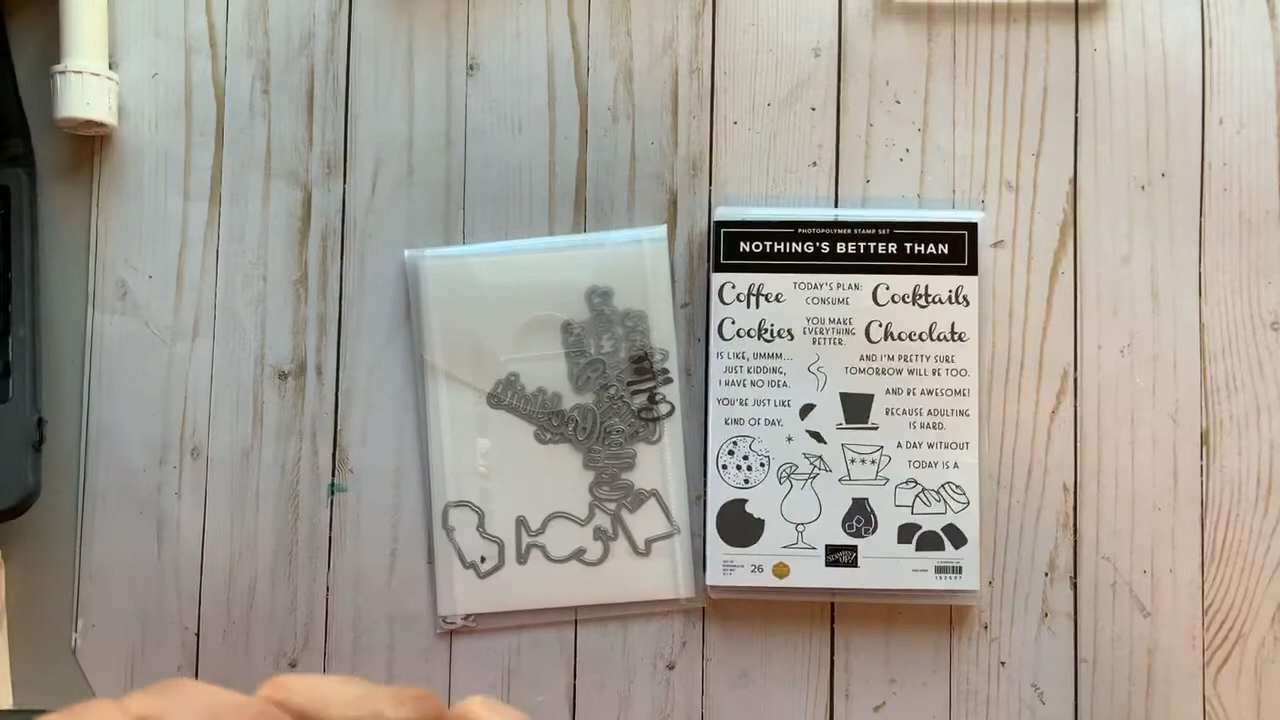 PHOTOPOLYMER STAMP SET
NOTHING'S BETTER THAN
Coffee
TODAY'S PLAN:
CONSUME
Cocktails
Cookies
YOU MAKE
EVERYTHING
BETTER.
Chocolate
IS LIKE, UMMM...
JUST KIDDING,
I HAVE NO IDEA.
AND I'M PRETTY SURE
TOMORROW WILL BE TOO.
YOU'RE JUST LIKE
AND BE AWESOME!
KIND OF DAY.
BECAUSE ADULTING
IS HARD.
A DAY WITHOUT
TODAY IS A
STAMPIN' UP!
26